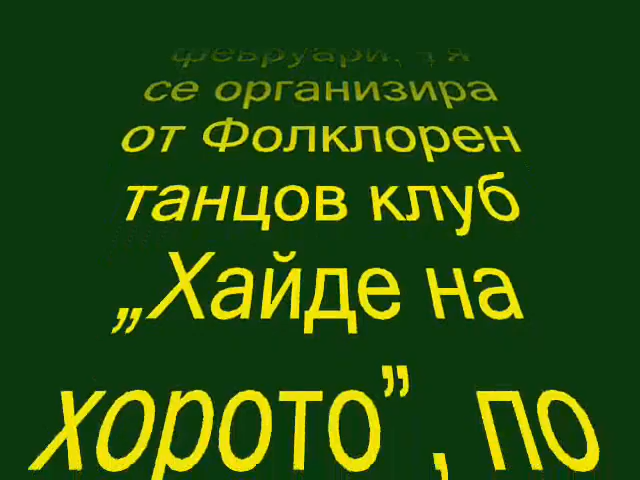 февруари, тя
се организира
от Фолклорен
танцов клуб
„Хайде на
хорото”, по